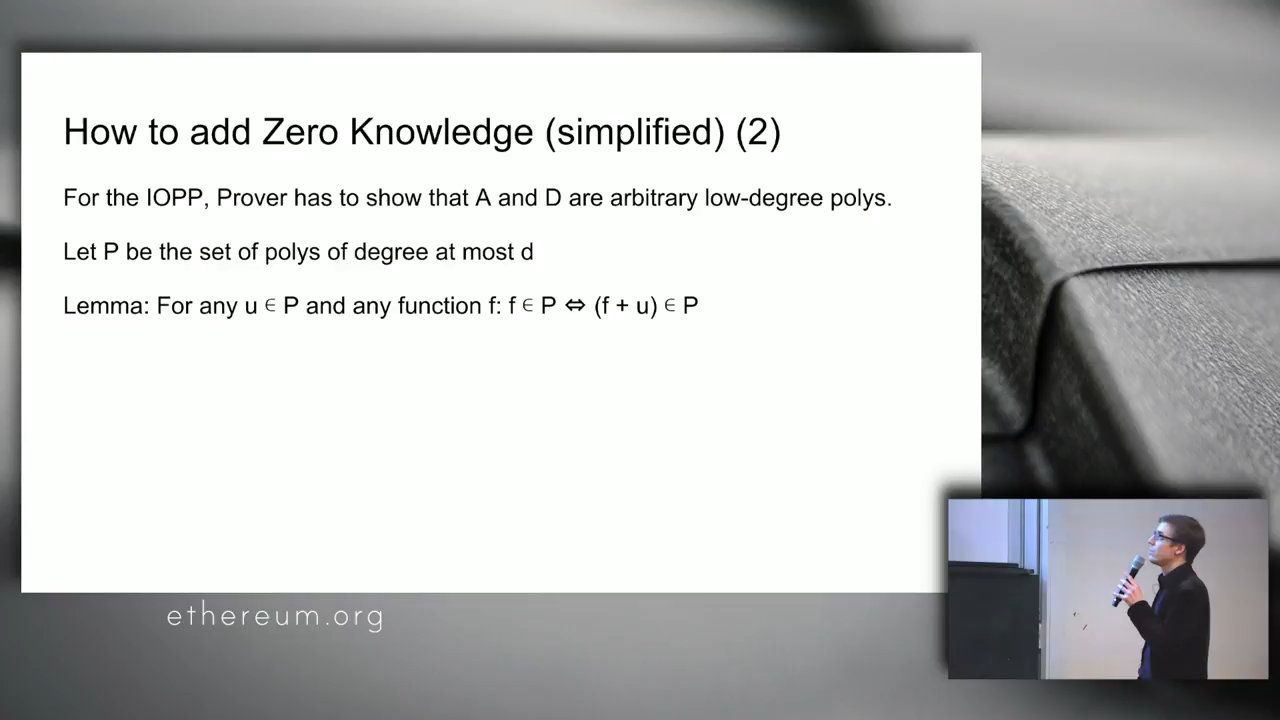 How to add Zero Knowledge (simplified) (2)
For the IOPP, Prover has to show that A and D are arbitrary low-degree polys.
Let P be the set of polys of degree at most d
Lemma: For any u ∈ P and any function f: f ∈ P ⇔ (f + u) ∈ P
ethereum.org